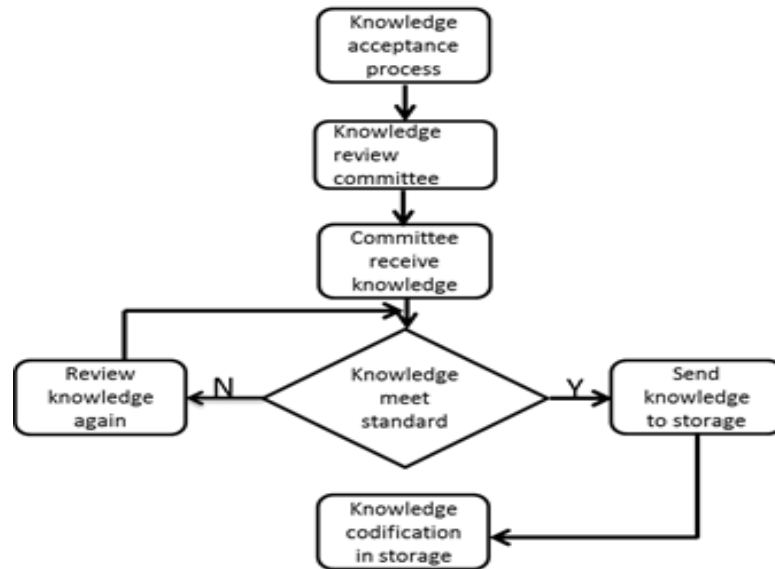 Knowledge
acceptance
process
Knowledge
review
committee
Committee
receive
knowledge
Knowledge
meet
standard
N
Y
Review
knowledge
again
Send
knowledge
to storage
Knowledge
codification
in storage